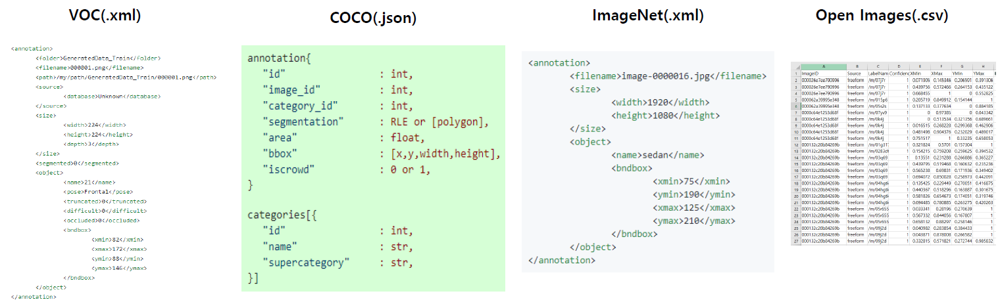 VOC(.xml)
<annotation>
<folder>GeneratedData_Train</folder>
<filename>000001.png</filename>
<path>/my/path/GeneratedData_Train/000001.png</path>
<source>
<database>Unknown</database>
</source>
<size>
<width>224</width>
<height>224</height>
<depth>3</depth>
</size>
<segmented>0</segmented>
<object>
<name>21</name>
<pose>Frontal</pose>
<truncated>0</truncated>
<difficult>0</difficult>
<occluded>0</occluded>
<bndbox>
<xmin>82</xmin>
<xmax>172</xmax>
<ymin>88</ymin>
<ymax>146</ymax>
</bndbox>
</object>
</annotation>
COCO(.json)
annotation{
"id" : int,
"image_id" : int,
"category_id" : int,
"segmentation" : RLE or [polygon],
"area" : float,
"bbox" : [x,y,width,height],
"iscrowd" : 0 or 1,
}
categories[{
"id" : int,
"name" : str,
"supercategory" : str,
}]
ImageNet(.xml)
<annotation>
<filename>image-0000016.jpg</filename>
<size>
<width>1920</width>
<height>1080</height>
</size>
<object>
<name>sedan</name>
<bndbox>
<xmin>75</xmin>
<ymin>190</ymin>
<xmax>125</xmax>
<ymax>210</ymax>
</bndbox>
</object>
</annotation>
Open Images(.csv)
A B C D E F G H
1 ImageID Source LabelName Confidenc XMin XMax YMin YMax
2 000026e7ee790996 freeform /m/07j7r 1 0.071905 0.145346 0.206591 0.391306
3 000026e7ee790996 freeform /m/07j7r 1 0.439756 0.572466 0.264153 0.435122
4 000026e7ee790996 freeform /m/07j7r 1 0.668455 1 0 0.552825
5 000062a39995e348 freeform /m/015p6 1 0.205719 0.849912 0.154144 1
6 000062a39995e348 freeform /m/05s2s 1 0.137133 0.377634 0 0.884185
7 0000c64e1253d68f freeform /m/07yv9 1 0 0.97385 0 0.043342
8 0000c64e1253d68f freeform /m/0k4j 1 0 0.513534 0.321356 0.689661
9 0000c64e1253d68f freeform /m/0k4j 1 0.016515 0.268228 0.299368 0.462906
10 0000c64e1253d68f freeform /m/0k4j 1 0.481498 0.904376 0.232029 0.489017
11 0000c64e1253d68f freeform /m/0k4j 1 0.751517 1 0.33235 0.658053
12 000132c20b84269b freeform /m/01g317 1 0.321824 0.5701 0.157304 1
13 000132c20b84269b freeform /m/0283dt 1 0.154215 0.759208 0.259625 0.394532
14 000132c20b84269b freeform /m/03q69 1 0.13551 0.231288 0.266886 0.365227
15 000132c20b84269b freeform /m/03q69 1 0.439795 0.519468 0.160632 0.235236
16 000132c20b84269b freeform /m/03q69 1 0.565238 0.69831 0.171936 0.349402
17 000132c20b84269b freeform /m/03q69 1 0.694072 0.850028 0.258973 0.442091
18 000132c20b84269b freeform /m/04hgtk 1 0.135425 0.229449 0.270051 0.416875
19 000132c20b84269b freeform /m/04hgtk 1 0.440367 0.518296 0.163887 0.301675
20 000132c20b84269b freeform /m/04hgtk 1 0.581826 0.654673 0.174051 0.319746
21 000132c20b84269b freeform /m/04hgtk 1 0.694485 0.780885 0.263275 0.420263
22 000132c20b84269b freeform /m/05r655 1 0.033341 0.28196 0.270639 1
23 000132c20b84269b freeform /m/05r655 1 0.567332 0.844056 0.167807 1
24 000132c20b84269b freeform /m/05r655 1 0.658132 0.88297 0.258146 1
25 000132c20b84269b freeform /m/09j2d 1 0.040982 0.283854 0.384433 1
26 000132c20b84269b freeform /m/09j2d 1 0.043871 0.878008 0.266582 1
27 000132c20b84269b freeform /m/09j2d 1 0.332815 0.571821 0.272744 0.985832